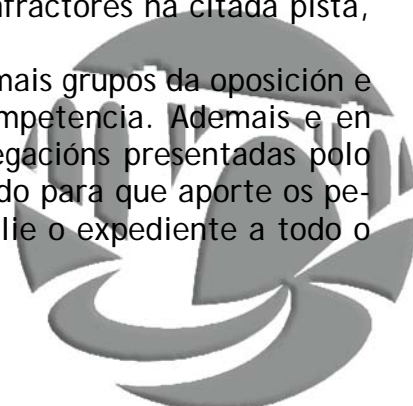 nfractores na citada pista,
mais grupos da oposición e
mpetencia. Ademais e en
egacións presentadas polo
do para que aporte os pe-
lie o expediente a todo o